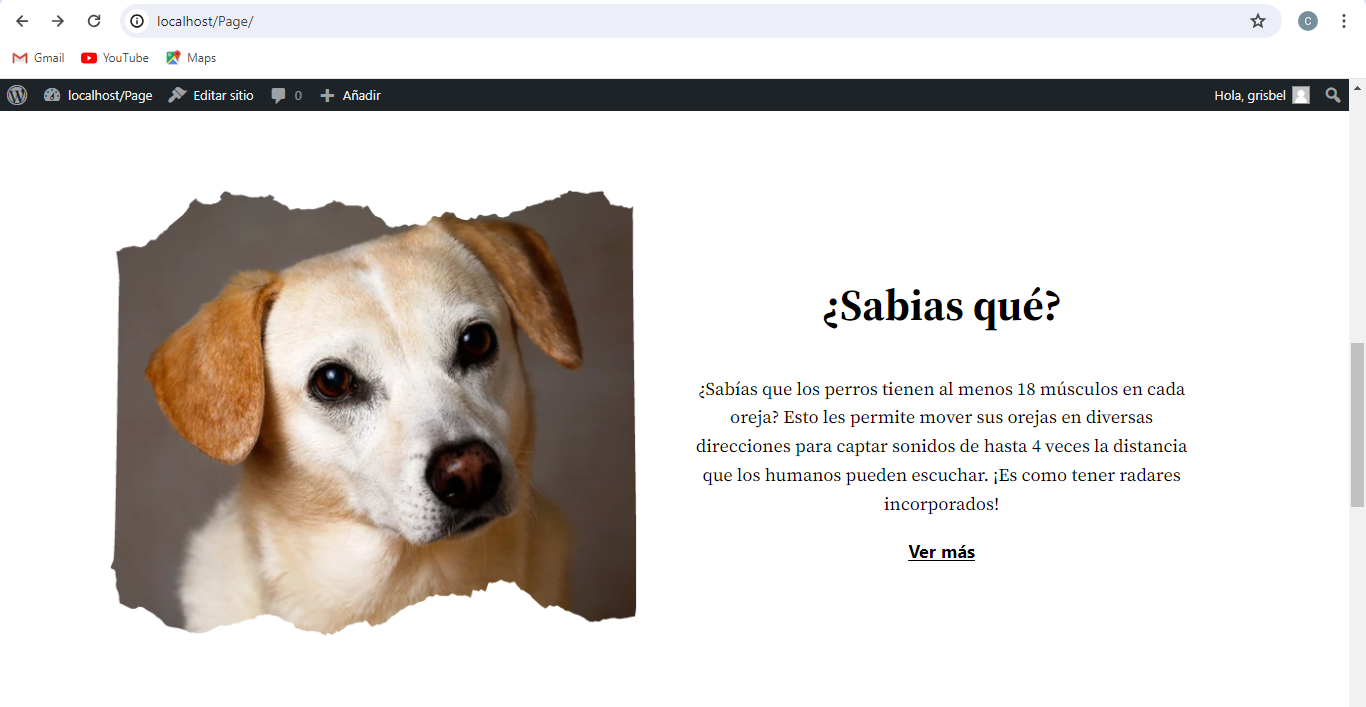 localhost/Page/
C
Gmail YouTube Maps
localhost/Page Editar sitio 0 Añadir Hola, grisbel
¿Sabias qué?
¿Sabías que los perros tienen al menos 18 músculos en cada
oreja? Esto les permite mover sus orejas en diversas
direcciones para captar sonidos de hasta 4 veces la distancia
que los humanos pueden escuchar. ¡Es como tener radares
incorporados!
Ver más